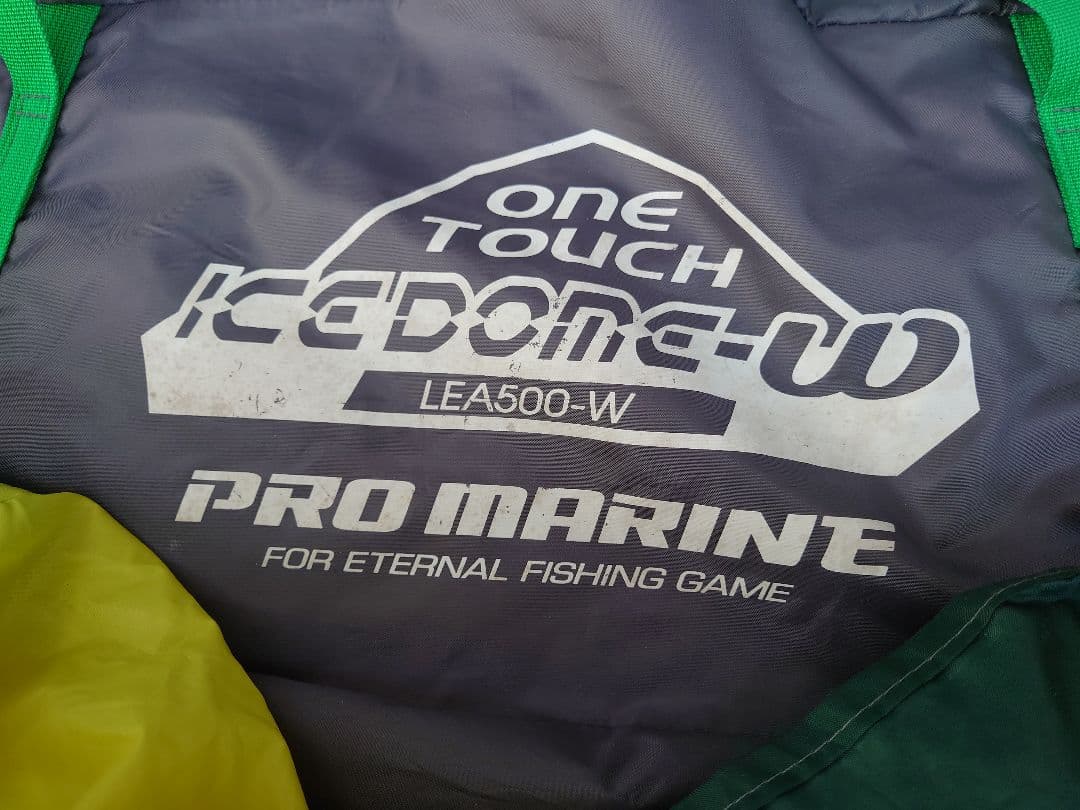 ONE
TOUCH
ICEDOME-W
LEA500-W
PRO MARINE
FOR ETERNAL FISHING GAME